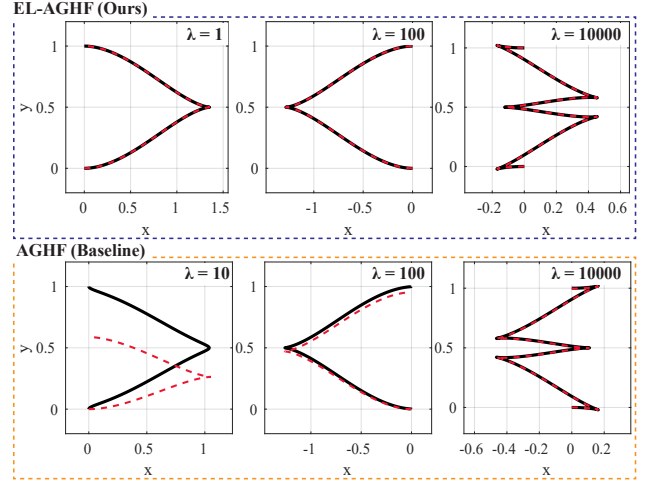 EL-AGHF (Ours)
λ = 1
λ = 100
λ = 10000
1
0.5
0
y
0
0.5
1
1.5
x
1
0.5
0
-1
-0.5
0
x
1
0.5
0
-0.2
0
0.2
0.4
0.6
x
AGHF (Baseline)
λ = 10
λ = 100
λ = 10000
1
0.5
0
y
0
0.5
1
x
1
0.5
0
-1
-0.5
0
x
1
0.5
0
-0.6
-0.4
-0.2
0
0.2
x